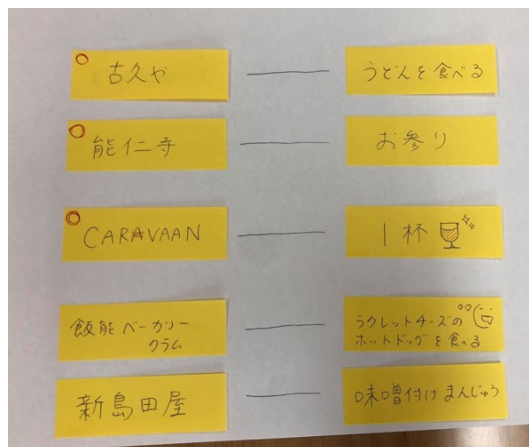 古久や
うどんを食べる
能仁寺
お参り
CARAVAAN
1杯
飯能ベーカリー
クラム
ラクレットチーズの
ホットドッグを食べる
新島田屋
味噌付けまんじゅう